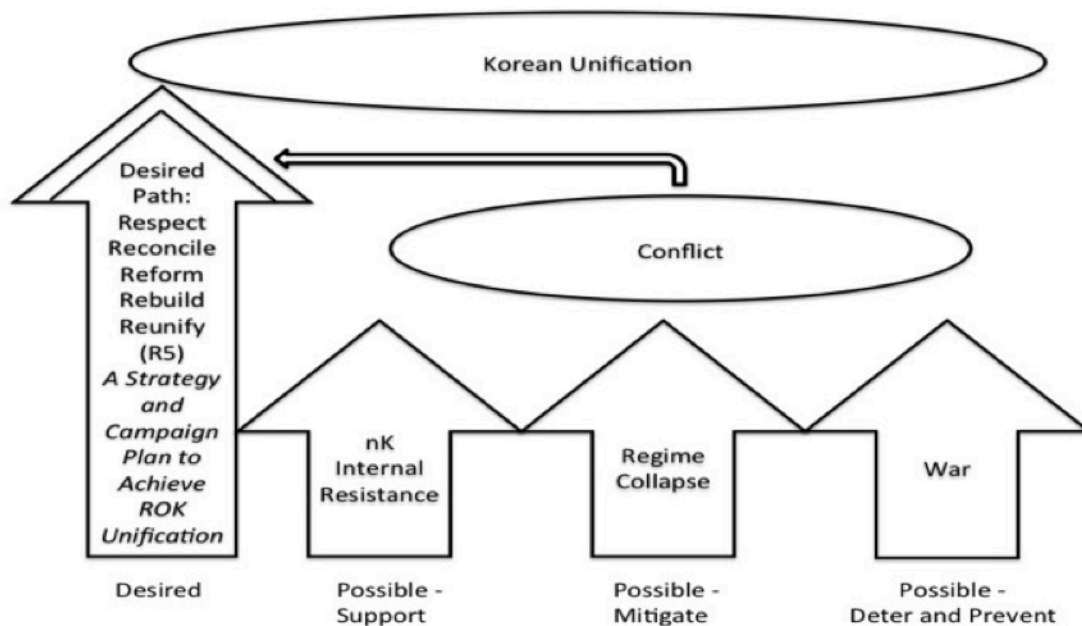 Korean Unification
Desired
Path:
Respect
Reconcile
Reform
Rebuild
Reunify
(R5)
A Strategy
and
Campaign
Plan to
Achieve
ROK
Unification
Conflict
nK
Internal
Resistance
Regime
Collapse
War
Desired
Possible -
Support
Possible -
Mitigate
Possible -
Deter and Prevent